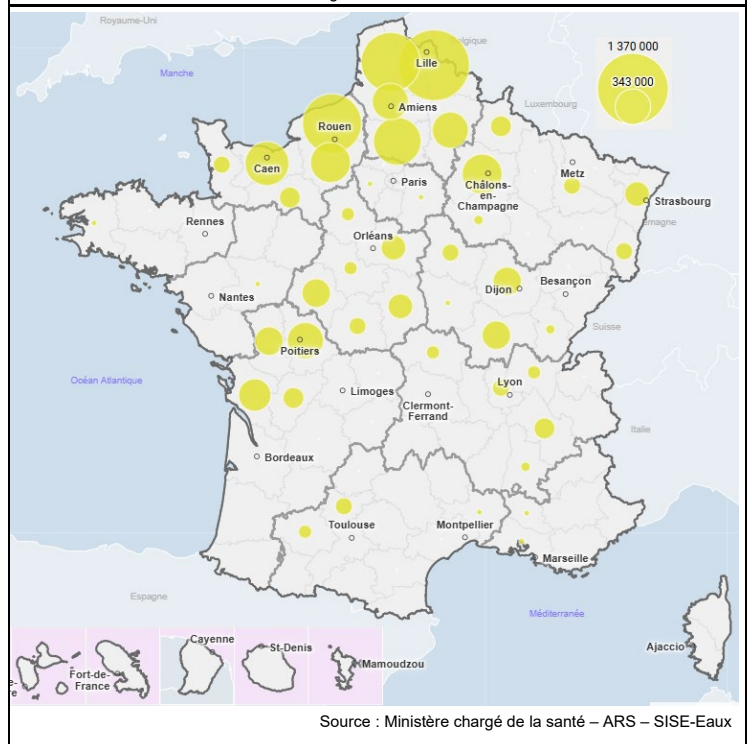 Royaume-Uni
Belgique
Manche
Lille
1 370 000
343 000
Luxembourg
Amiens
Rouen
Caen
Paris
Châlons-
en-
Champagne
Metz
Strasbourg
Rennes
Orléans
Nantes
Dijon
Besançon
Suisse
Poitiers
Océan Atlantique
Limoges
Clermont-
Ferrand
Lyon
Italie
Bordeaux
Toulouse
Montpellier
Marseille
Espagne
Méditerranée
Cayenne
St-Denis
Mamoudzou
Fort-de-
France
Ajaccio
Source : Ministère chargé de la santé – ARS – SISE-Eaux